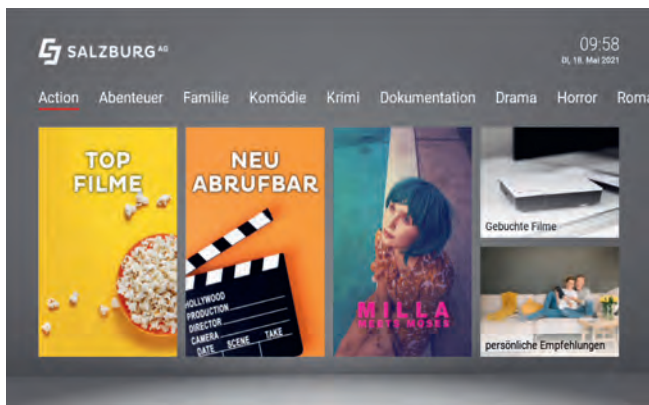 SALZBURG AG
09:58
Di, 18. Mai 2021
Action Abenteuer Familie Komödie Krimi Dokumentation Drama Horror Roma
TOP
FILME
NEU
ABRUFBAR
HOLLYWOOD
PRODUCTION
DIRECTOR
CAMERA
DATE SCENE TAKE
MILLA
MEETS MOSES
Gebuchte Filme
persönliche Empfehlungen